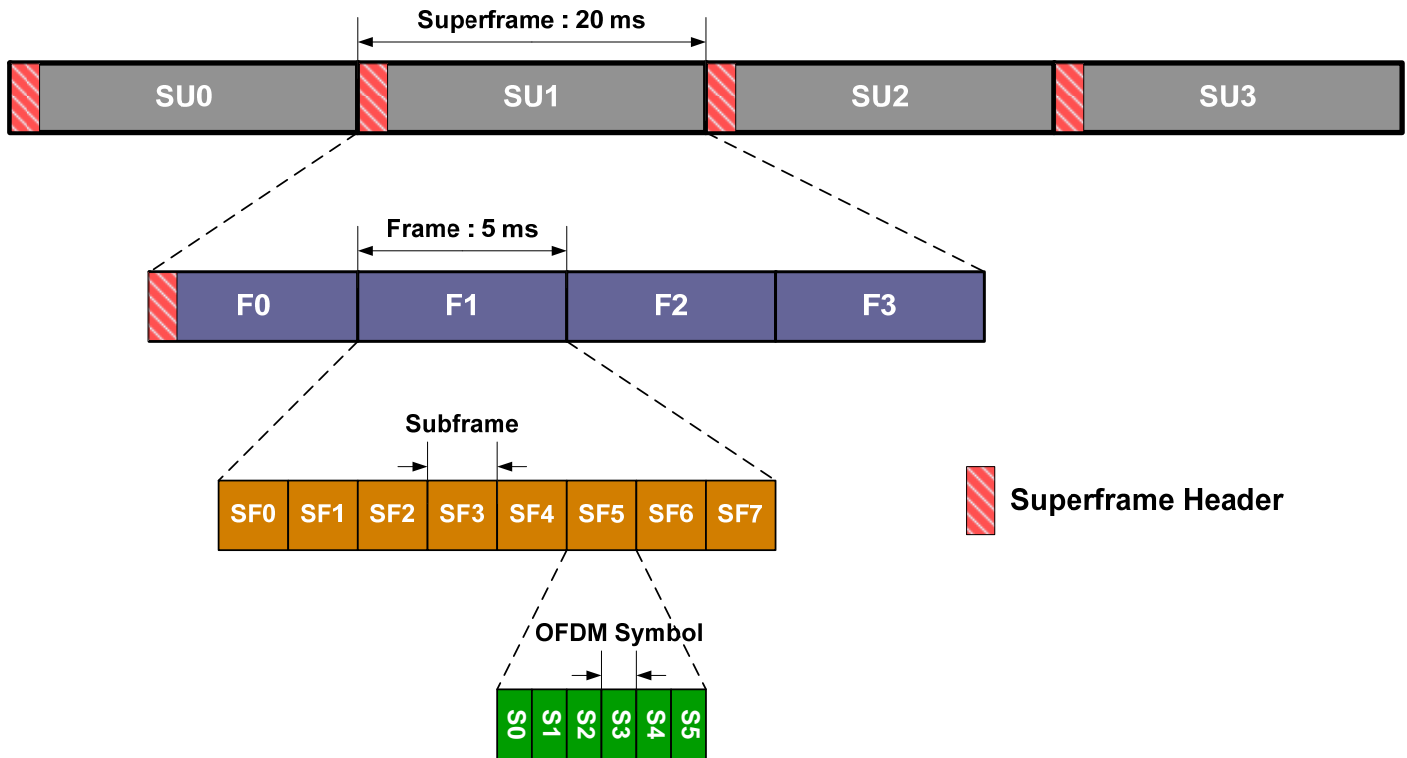 Superframe : 20 ms
SU0 SU1 SU2 SU3
Frame : 5 ms
F0 F1 F2 F3
Subframe
SF0 SF1 SF2 SF3 SF4 SF5 SF6 SF7
Superframe Header
OFDM Symbol
S0 S1 S2 S3 S4 S5